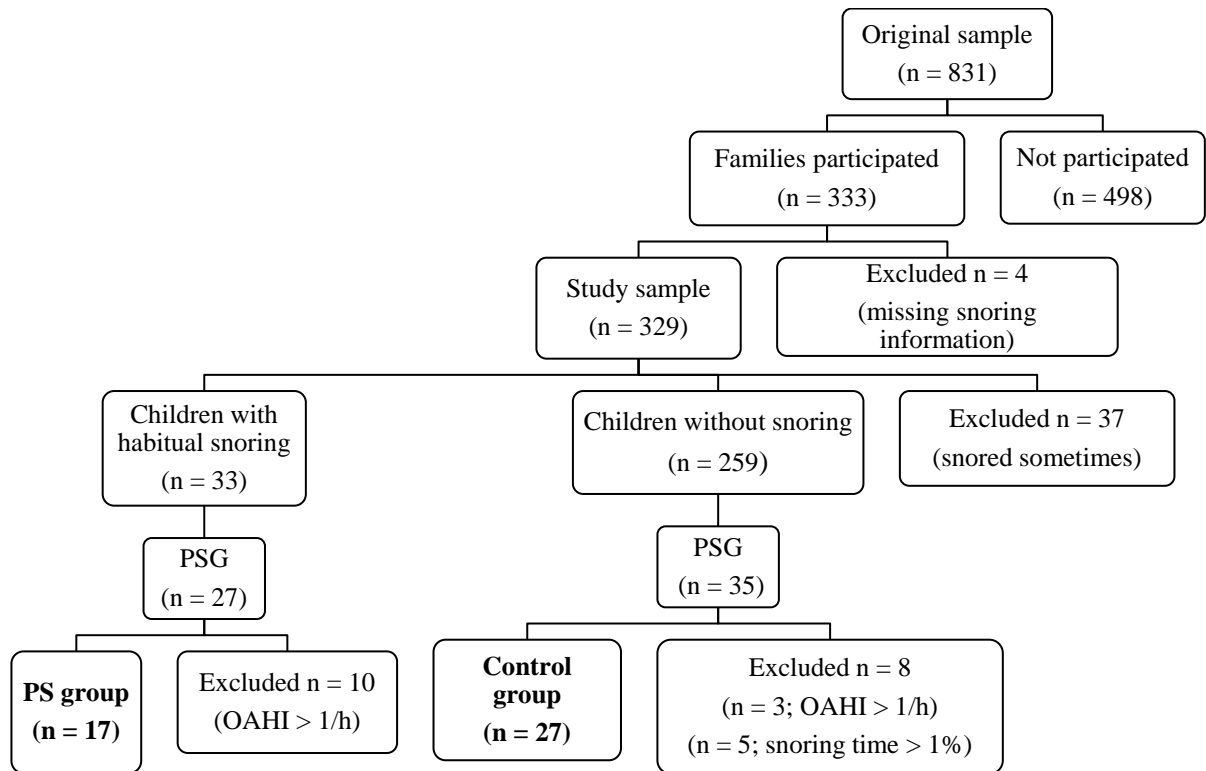 Original sample
(n = 831)
Families participated
(n = 333)
Not participated
(n = 498)
Study sample
(n = 329)
Excluded n = 4
(missing snoring
information)
Children with
habitual snoring
(n = 33)
Children without snoring
(n = 259)
Excluded n = 37
(snored sometimes)
PSG
(n = 27)
PSG
(n = 35)
PS group
(n = 17)
Excluded n = 10
(OAHI > 1/h)
Control
group
(n = 27)
Excluded n = 8
(n = 3; OAHI > 1/h)
(n = 5; snoring time > 1%)